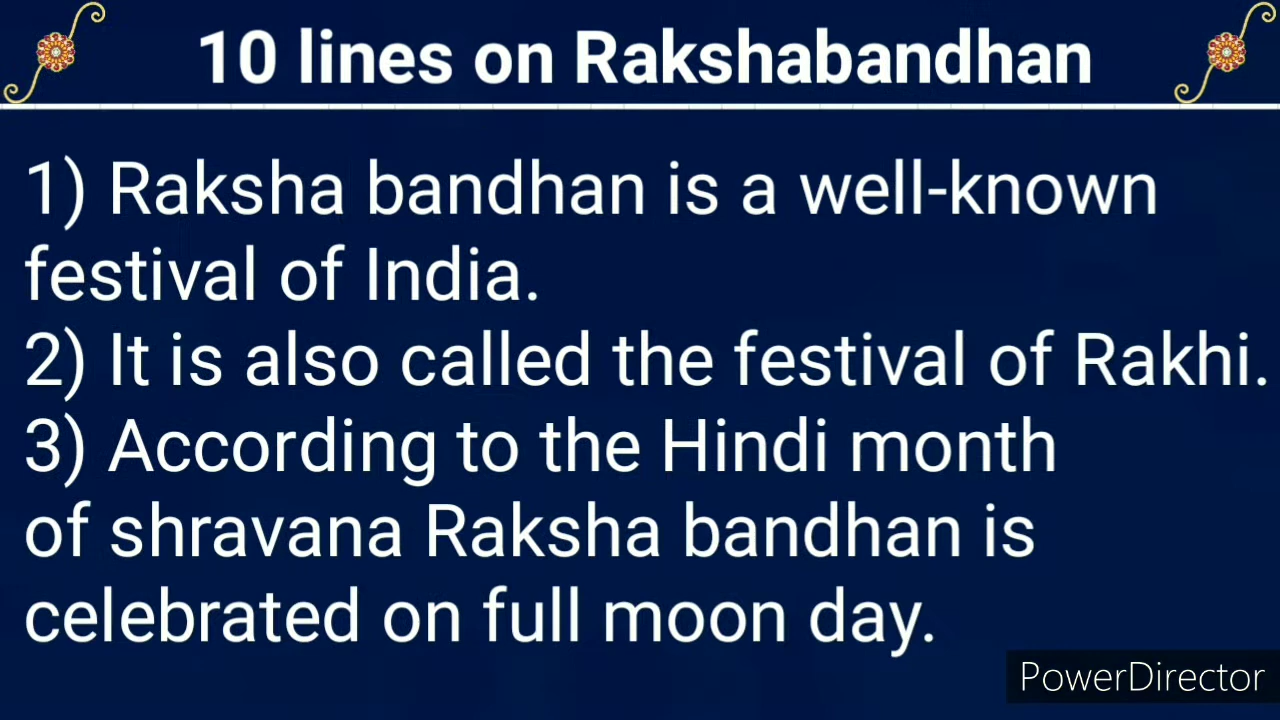 10 lines on Rakshabandhan
1) Raksha bandhan is a well-known
festival of India.
2) It is also called the festival of Rakhi.
3) According to the Hindi month
of shravana Raksha bandhan is
celebrated on full moon day.
PowerDirector